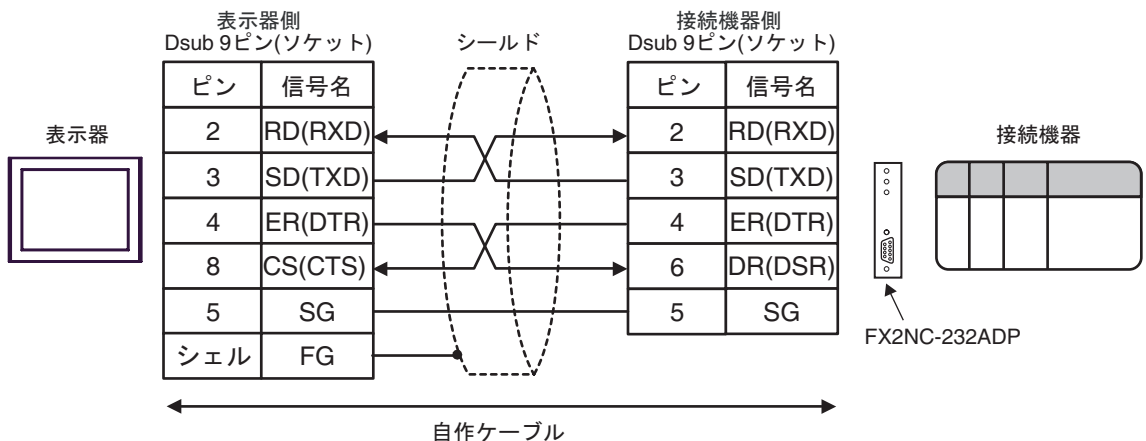 表示器側
Dsub 9ピン(ソケット)
シールド
接続機器側
Dsub 9ピン(ソケット)
ピン 信号名
ピン 信号名
2 RD(RXD)
2 RD(RXD)
3 SD(TXD)
3 SD(TXD)
4 ER(DTR)
4 ER(DTR)
8 CS(CTS)
6 DR(DSR)
5 SG
5 SG
シェル FG
表示器
接続機器
FX2NC-232ADP
自作ケーブル